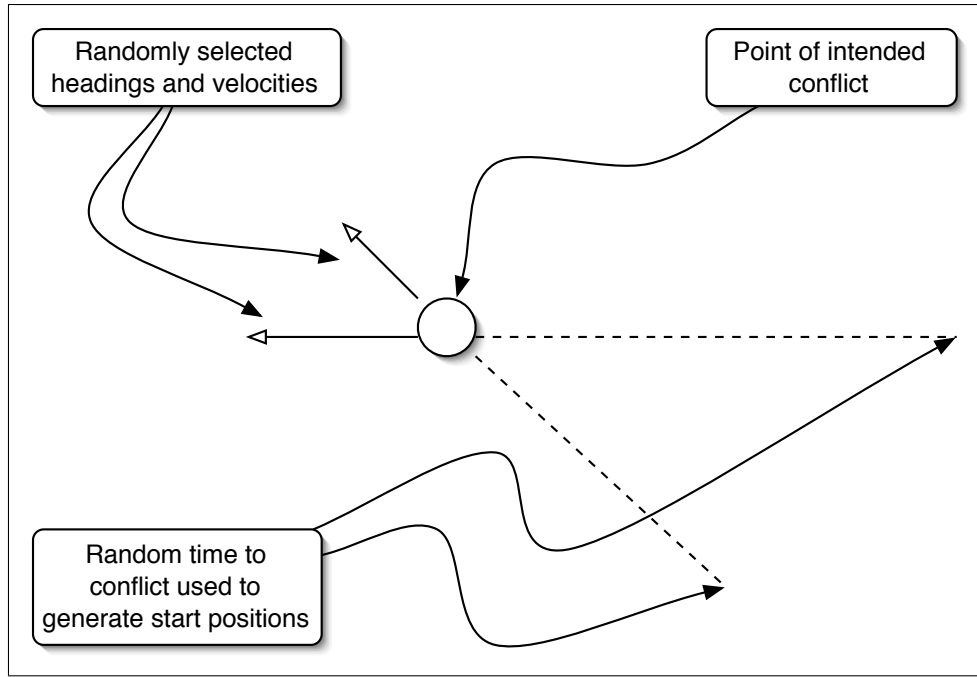 Randomly selected
headings and velocities
Point of intended
conflict
Random time to
conflict used to
generate start positions